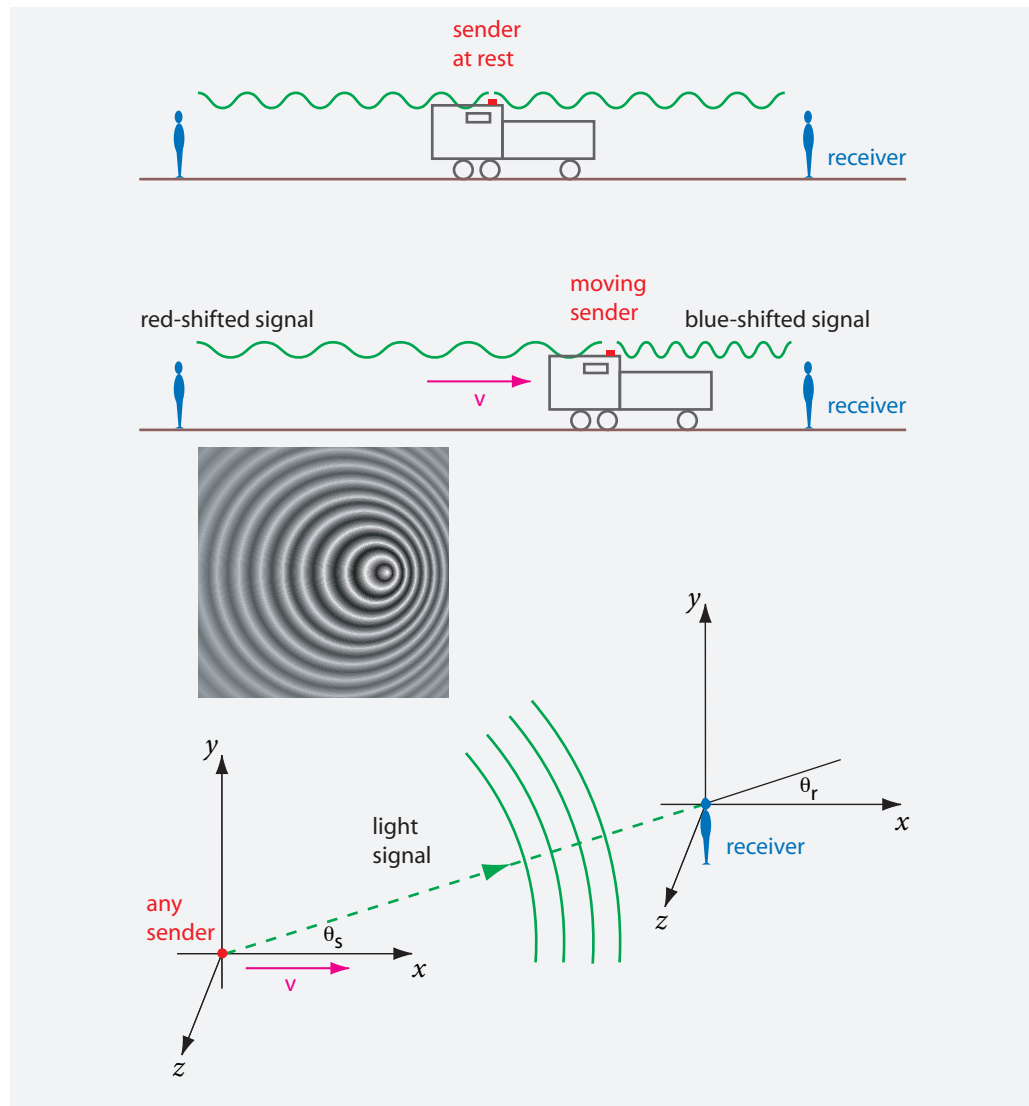 sender
at rest
receiver
moving
sender
red-shifted signal
blue-shifted signal
v
receiver
y
y
θr
x
light
signal
receiver
z
any
sender
θs
x
v
z